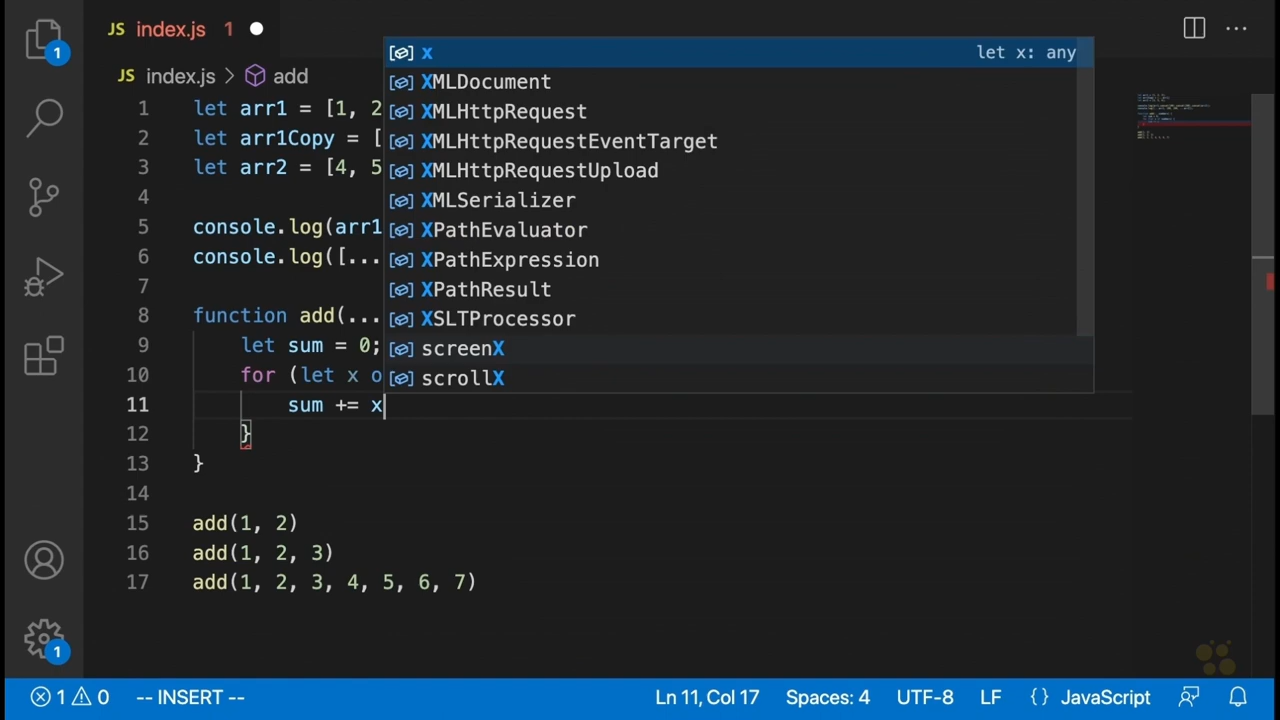 JS index.js 1
JS index.js > add
x let x: any
XMLDocument
XMLHttpRequest
XMLHttpRequestEventTarget
XMLHttpRequestUpload
XMLSerializer
XPathEvaluator
XPathExpression
XPathResult
XSLTProcessor
screenX
scrollX
1 let arr1 = [1, 2
2 let arr1Copy = [
3 let arr2 = [4, 5
4
5 console.log(arr1
6 console.log([...
7
8 function add(...
9 let sum = 0;
10 for (let x o
11 sum += x
12 }
13 }
14
15 add(1, 2)
16 add(1, 2, 3)
17 add(1, 2, 3, 4, 5, 6, 7)
1
1
1 0 -- INSERT -- Ln 11, Col 17 Spaces: 4 UTF-8 LF {} JavaScript